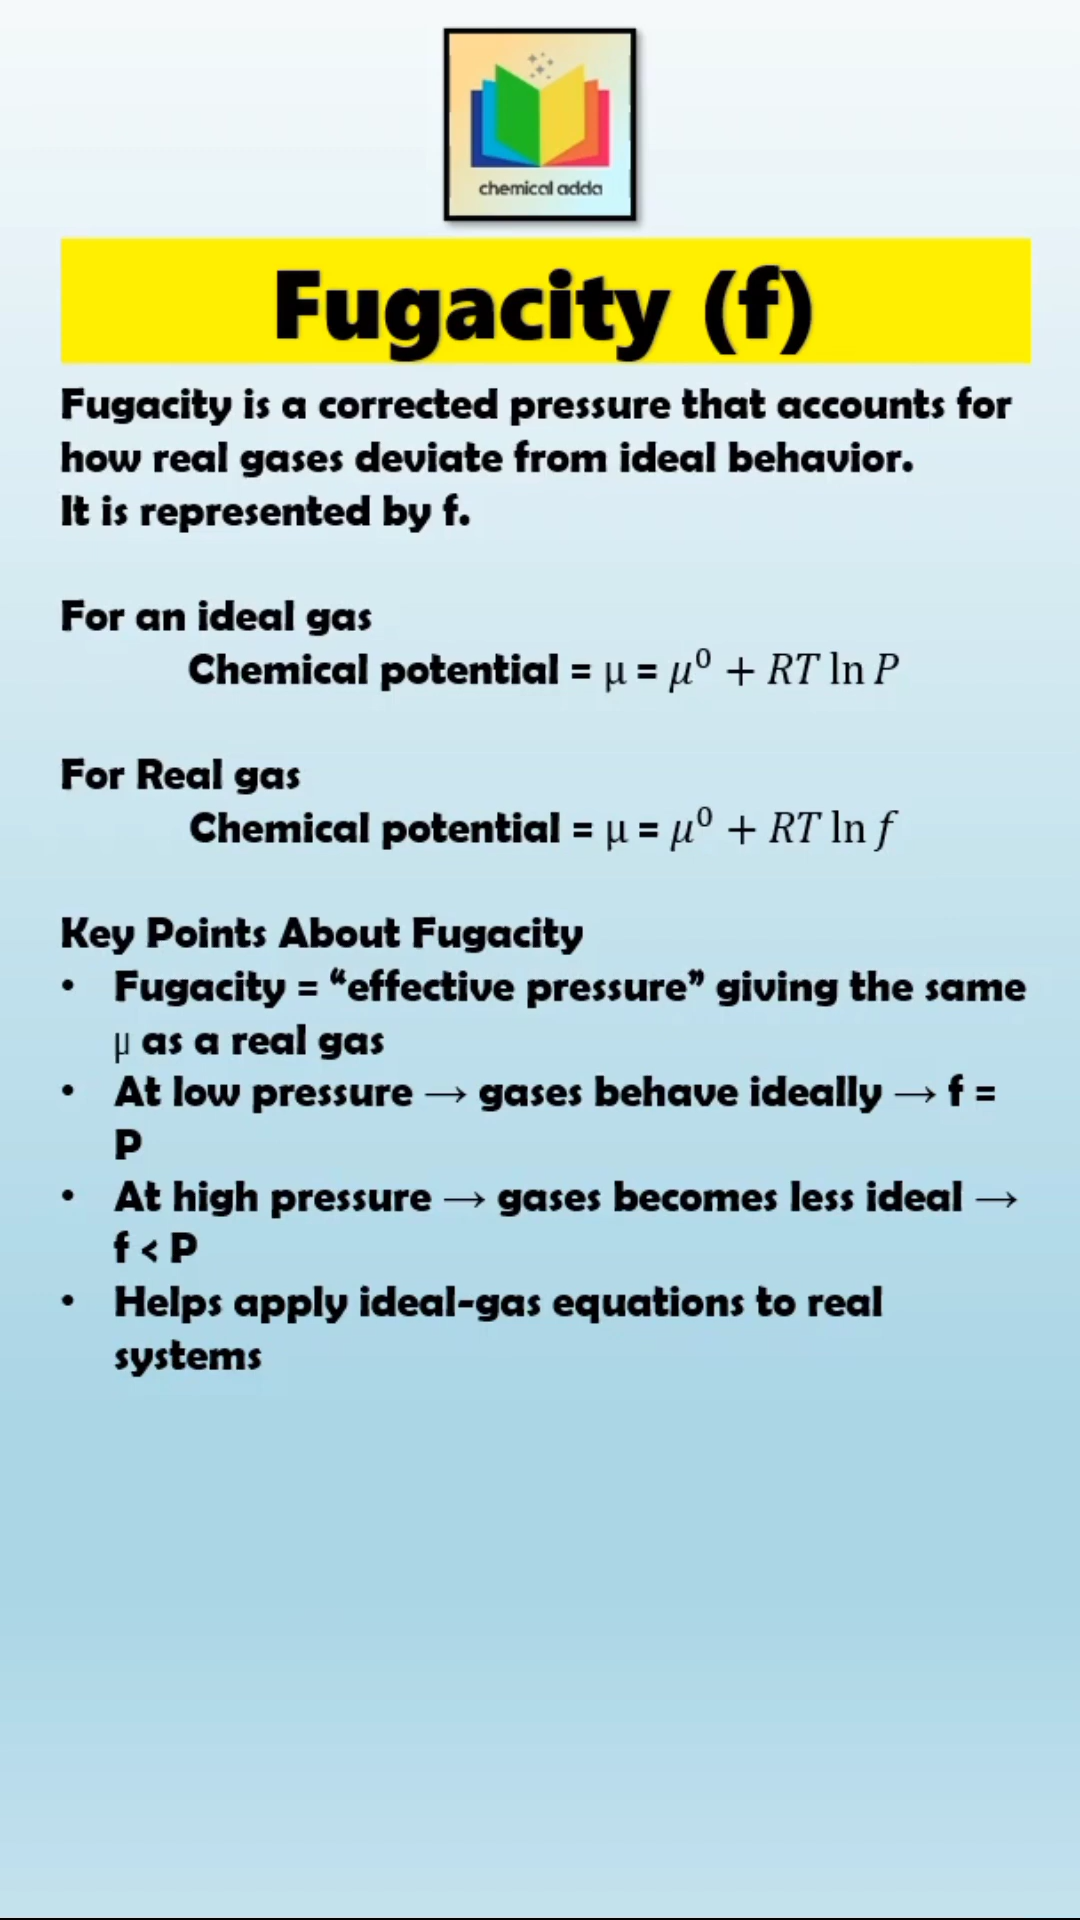 chemical adda
Fugacity (f)
Fugacity is a corrected pressure that accounts for
how real gases deviate from ideal behavior.
It is represented by f.
For an ideal gas
Chemical potential = μ = μ⁰ + RT ln P
For Real gas
Chemical potential = μ = μ⁰ + RT ln f
Key Points About Fugacity
• Fugacity = “effective pressure” giving the same
μ as a real gas
• At low pressure → gases behave ideally → f =
P
• At high pressure → gases becomes less ideal →
f < P
• Helps apply ideal-gas equations to real
systems